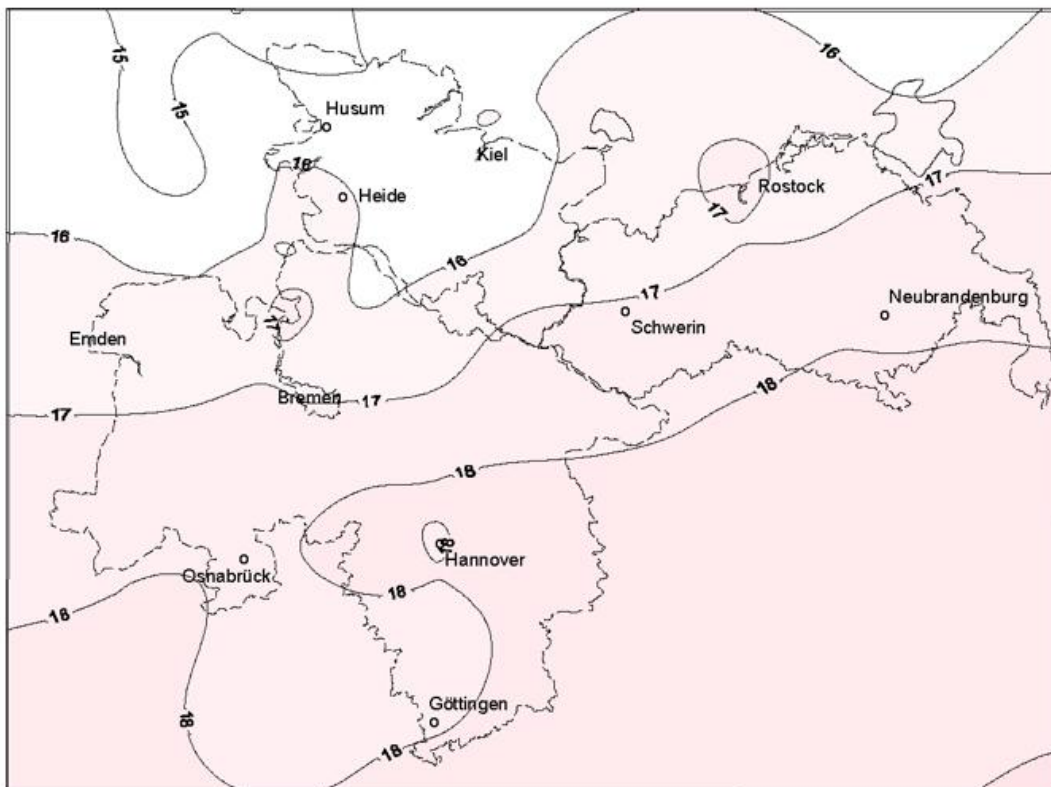 15
16
15
Husum
Kiel
16
Heide
Rostock
17
17
16
16
17
Neubrandenburg
Schwerin
17
Emden
18
Bremen
17
17
18
18
Hannover
Osnabrück
18
18
Göttingen
18
18